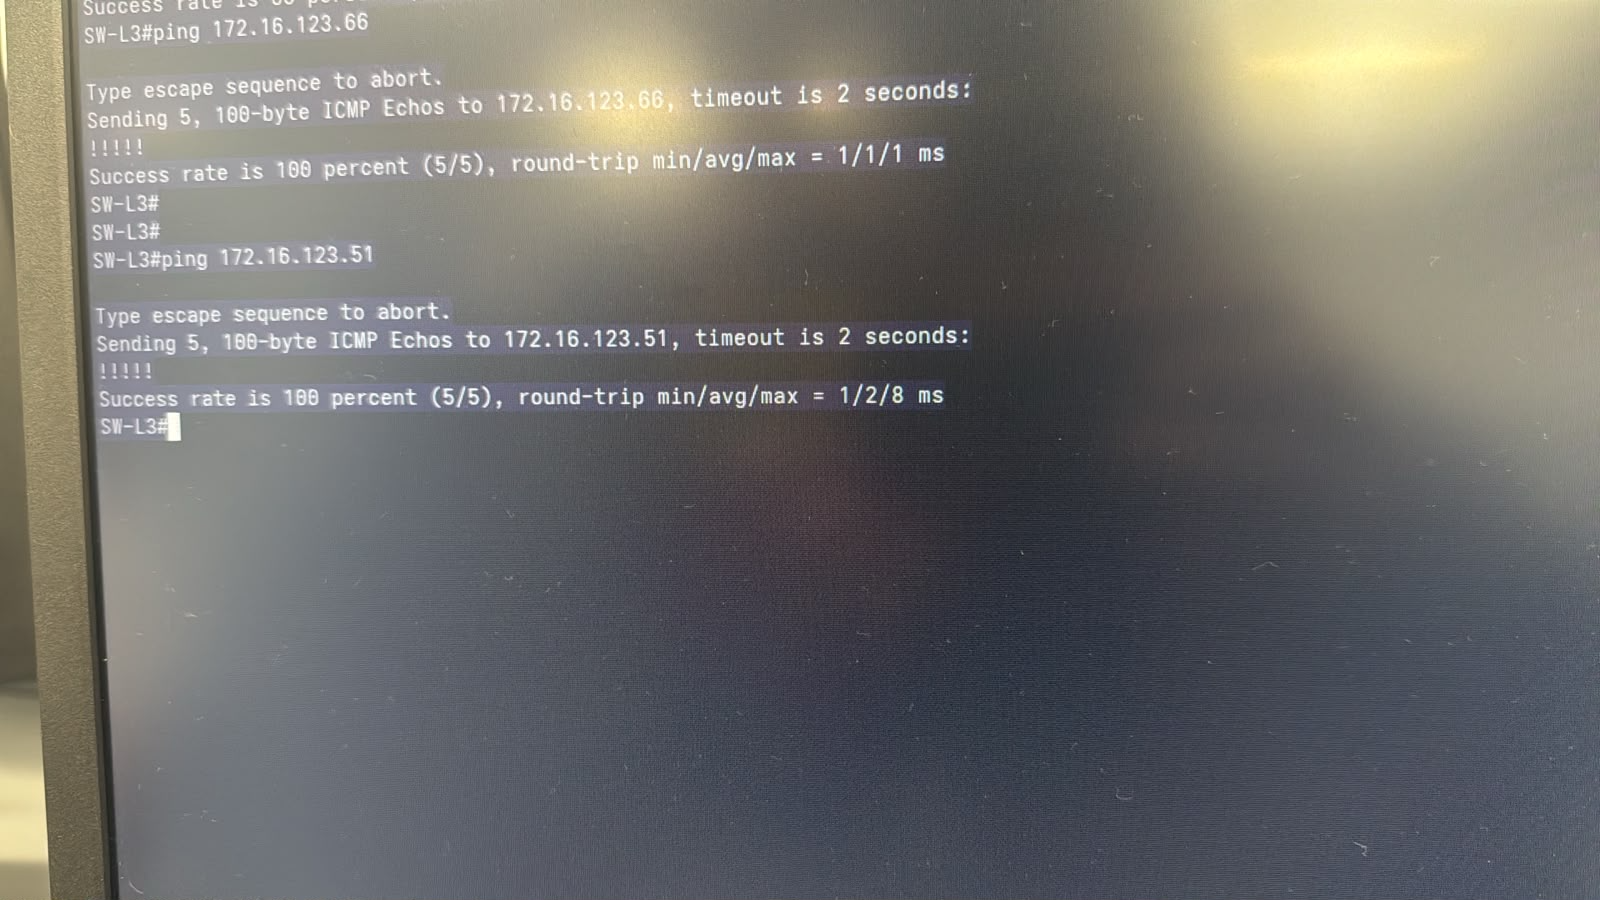 Success rate is
SW-L3#ping 172.16.123.66
Type escape sequence to abort.
Sending 5, 100-byte ICMP Echos to 172.16.123.66, timeout is 2 seconds:
!!!!!
Success rate is 100 percent (5/5), round-trip min/avg/max = 1/1/1 ms
SW-L3#
SW-L3#
SW-L3#ping 172.16.123.51
Type escape sequence to abort.
Sending 5, 100-byte ICMP Echos to 172.16.123.51, timeout is 2 seconds:
!!!!!
Success rate is 100 percent (5/5), round-trip min/avg/max = 1/2/8 ms
SW-L3#